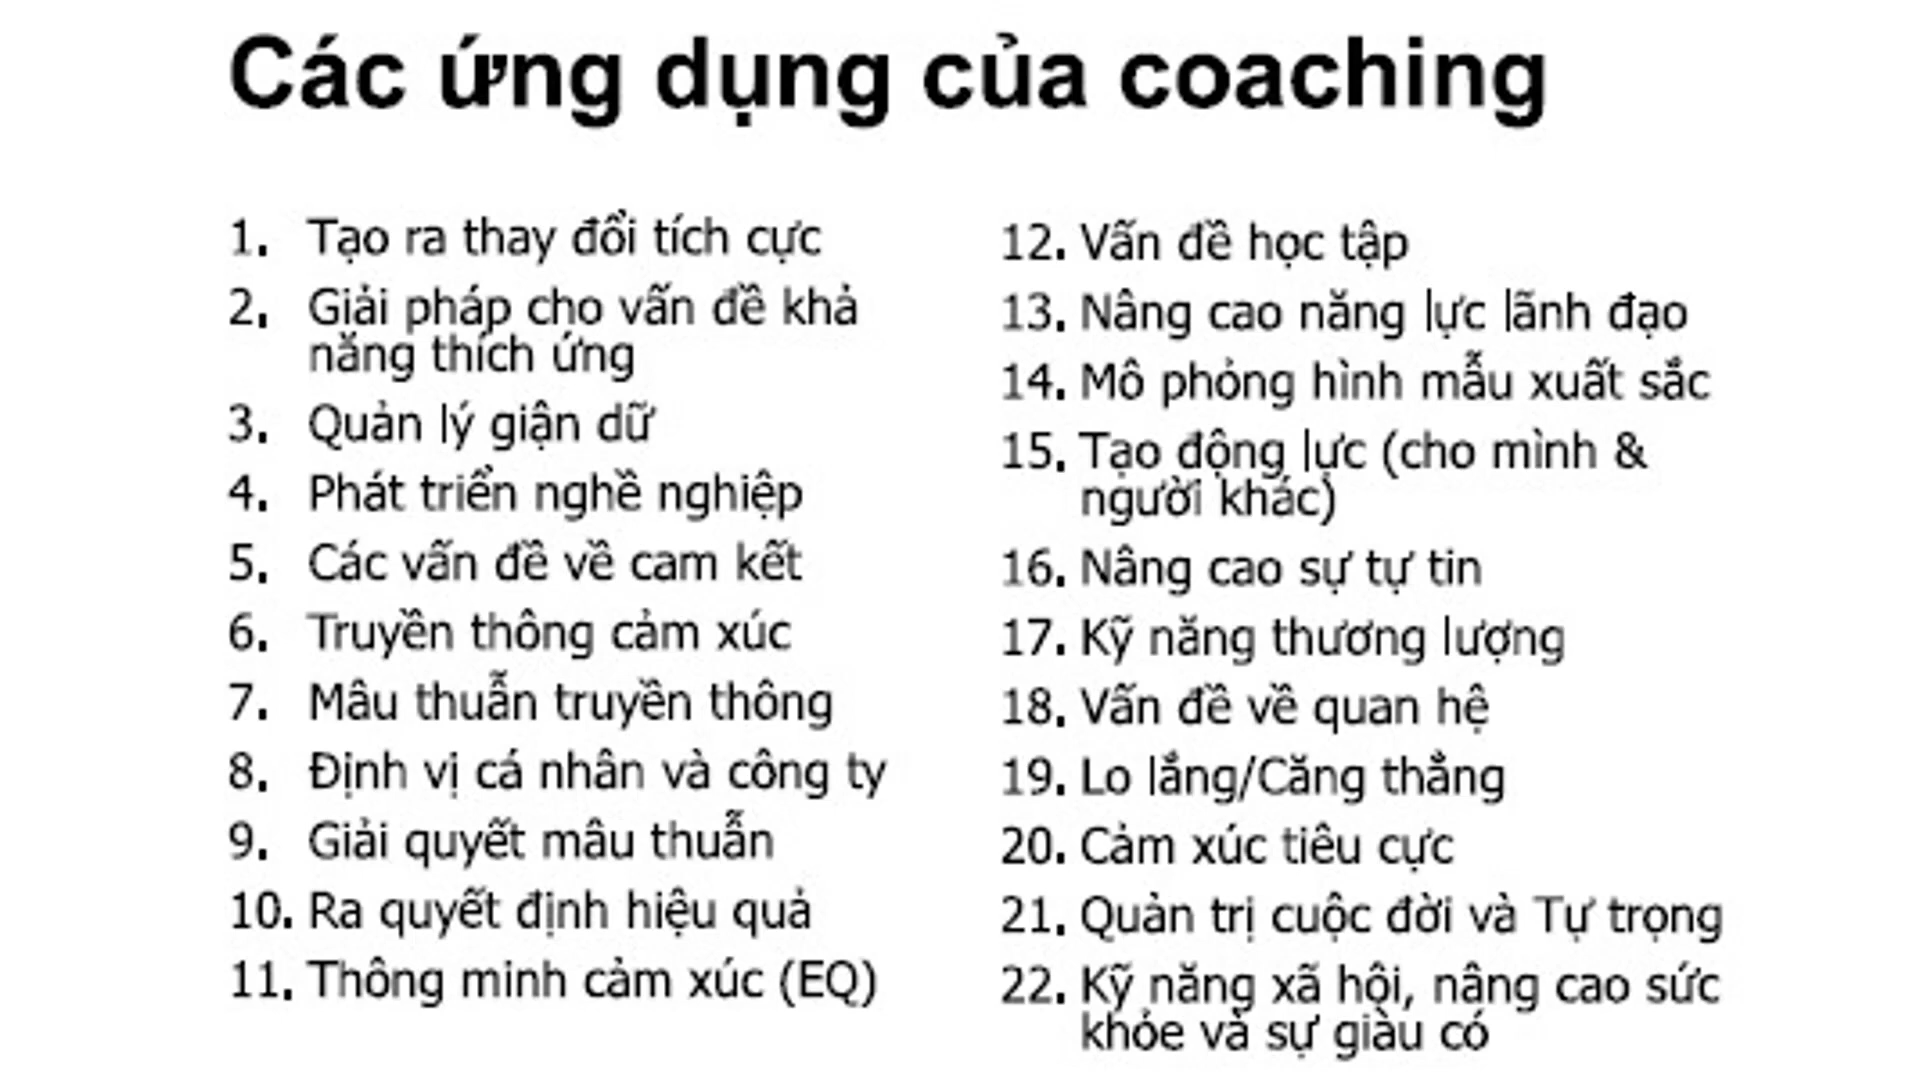 Các ứng dụng của coaching
1. Tạo ra thay đổi tích cực
2. Giải pháp cho vấn đề khả
năng thích ứng
3. Quản lý giận dữ
4. Phát triển nghề nghiệp
5. Các vấn đề về cam kết
6. Truyền thông cảm xúc
7. Mâu thuẫn truyền thông
8. Định vị cá nhân và công ty
9. Giải quyết mâu thuẫn
10. Ra quyết định hiệu quả
11. Thông minh cảm xúc (EQ)
12. Vấn đề học tập
13. Nâng cao năng lực lãnh đạo
14. Mô phỏng hình mẫu xuất sắc
15. Tạo động lực (cho mình &
người khác)
16. Nâng cao sự tự tin
17. Kỹ năng thương lượng
18. Vấn đề về quan hệ
19. Lo lắng/Căng thẳng
20. Cảm xúc tiêu cực
21. Quản trị cuộc đời và Tự trọng
22. Kỹ năng xã hội, nâng cao sức
khỏe và sự giàu có